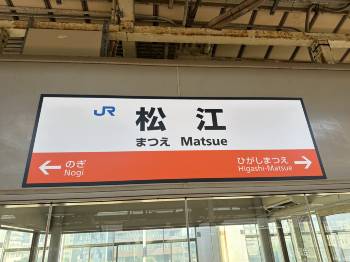 JR 松江
まつえ Matsue
← のぎ ひがしまつえ →
Nogi Higashi-Matsue